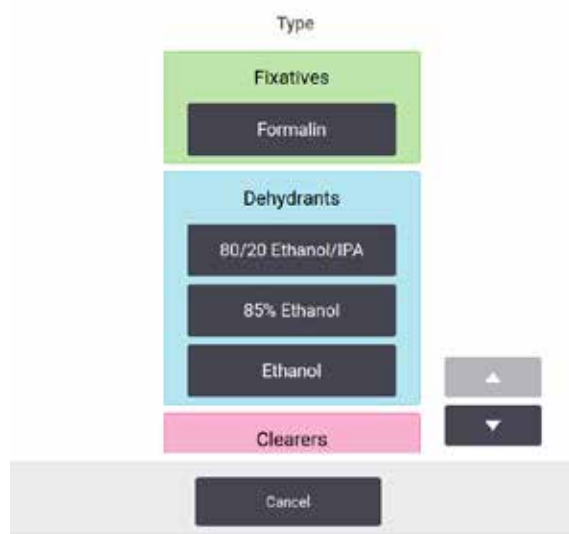 Type
Fixatives
Formalin
Dehydrants
80/20 Ethanol/IPA
85% Ethanol
Ethanol
Clearers
Cancel